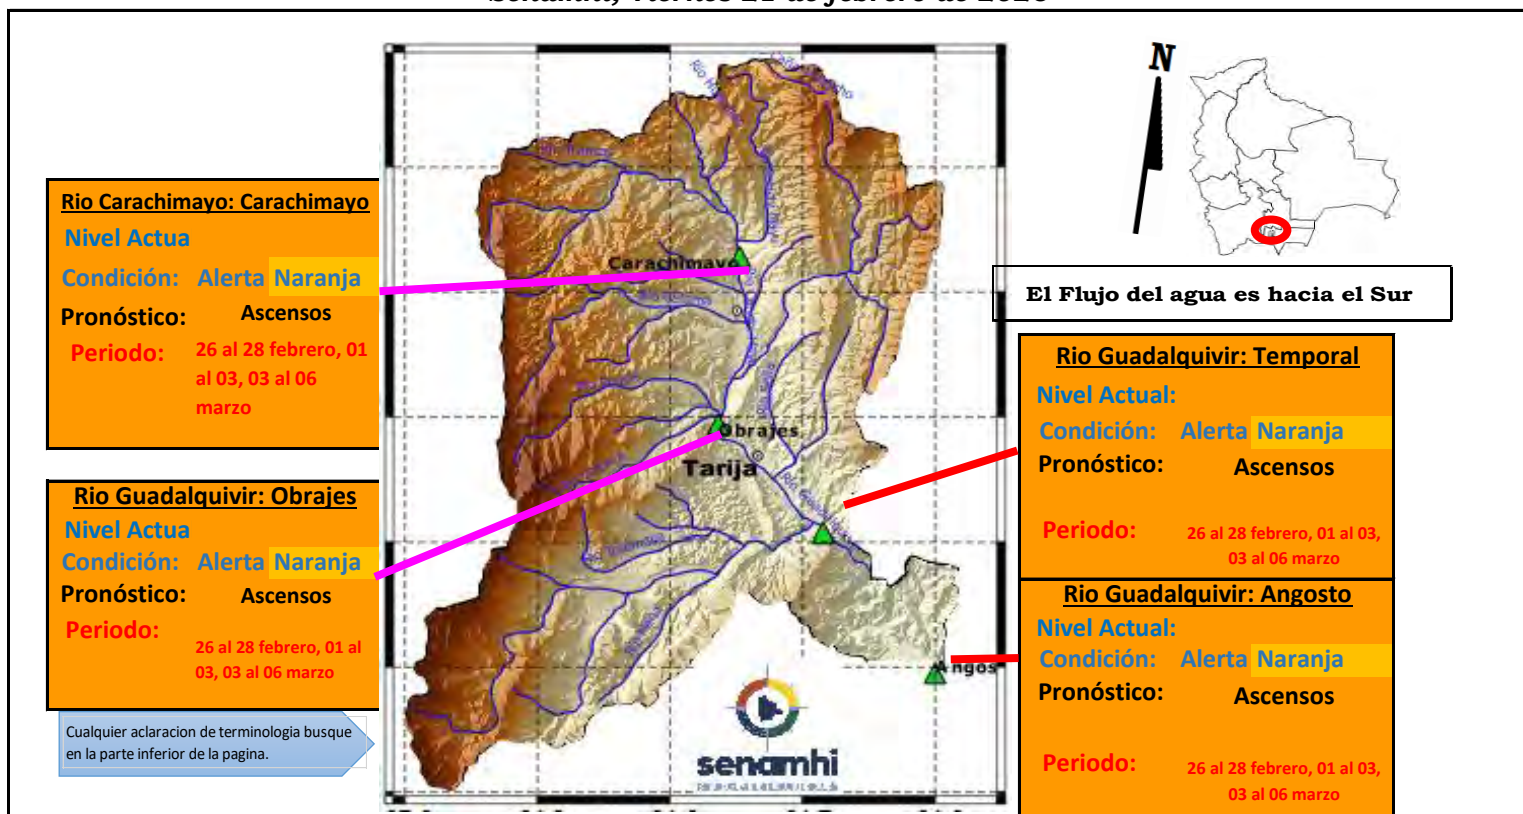 N
Rio Carachimayo: Carachimayo
Nivel Actua
Condición: Alerta Naranja
Pronóstico: Ascensos
Periodo: 26 al 28 febrero, 01
al 03, 03 al 06
marzo
Rio Guadalquivir: Obrajes
Nivel Actua
Condición: Alerta Naranja
Pronóstico: Ascensos
Periodo:
26 al 28 febrero, 01 al
03, 03 al 06 marzo
Cualquier aclaracion de terminologia busque
en la parte inferior de la pagina.
Carachimayo
Obrajes
Tarija
Angos
senamhi
El Flujo del agua es hacia el Sur
Rio Guadalquivir: Temporal
Nivel Actual:
Condición: Alerta Naranja
Pronóstico: Ascensos
Periodo: 26 al 28 febrero, 01 al 03,
03 al 06 marzo
Rio Guadalquivir: Angosto
Nivel Actual:
Condición: Alerta Naranja
Pronóstico: Ascensos
Periodo: 26 al 28 febrero, 01 al 03,
03 al 06 marzo